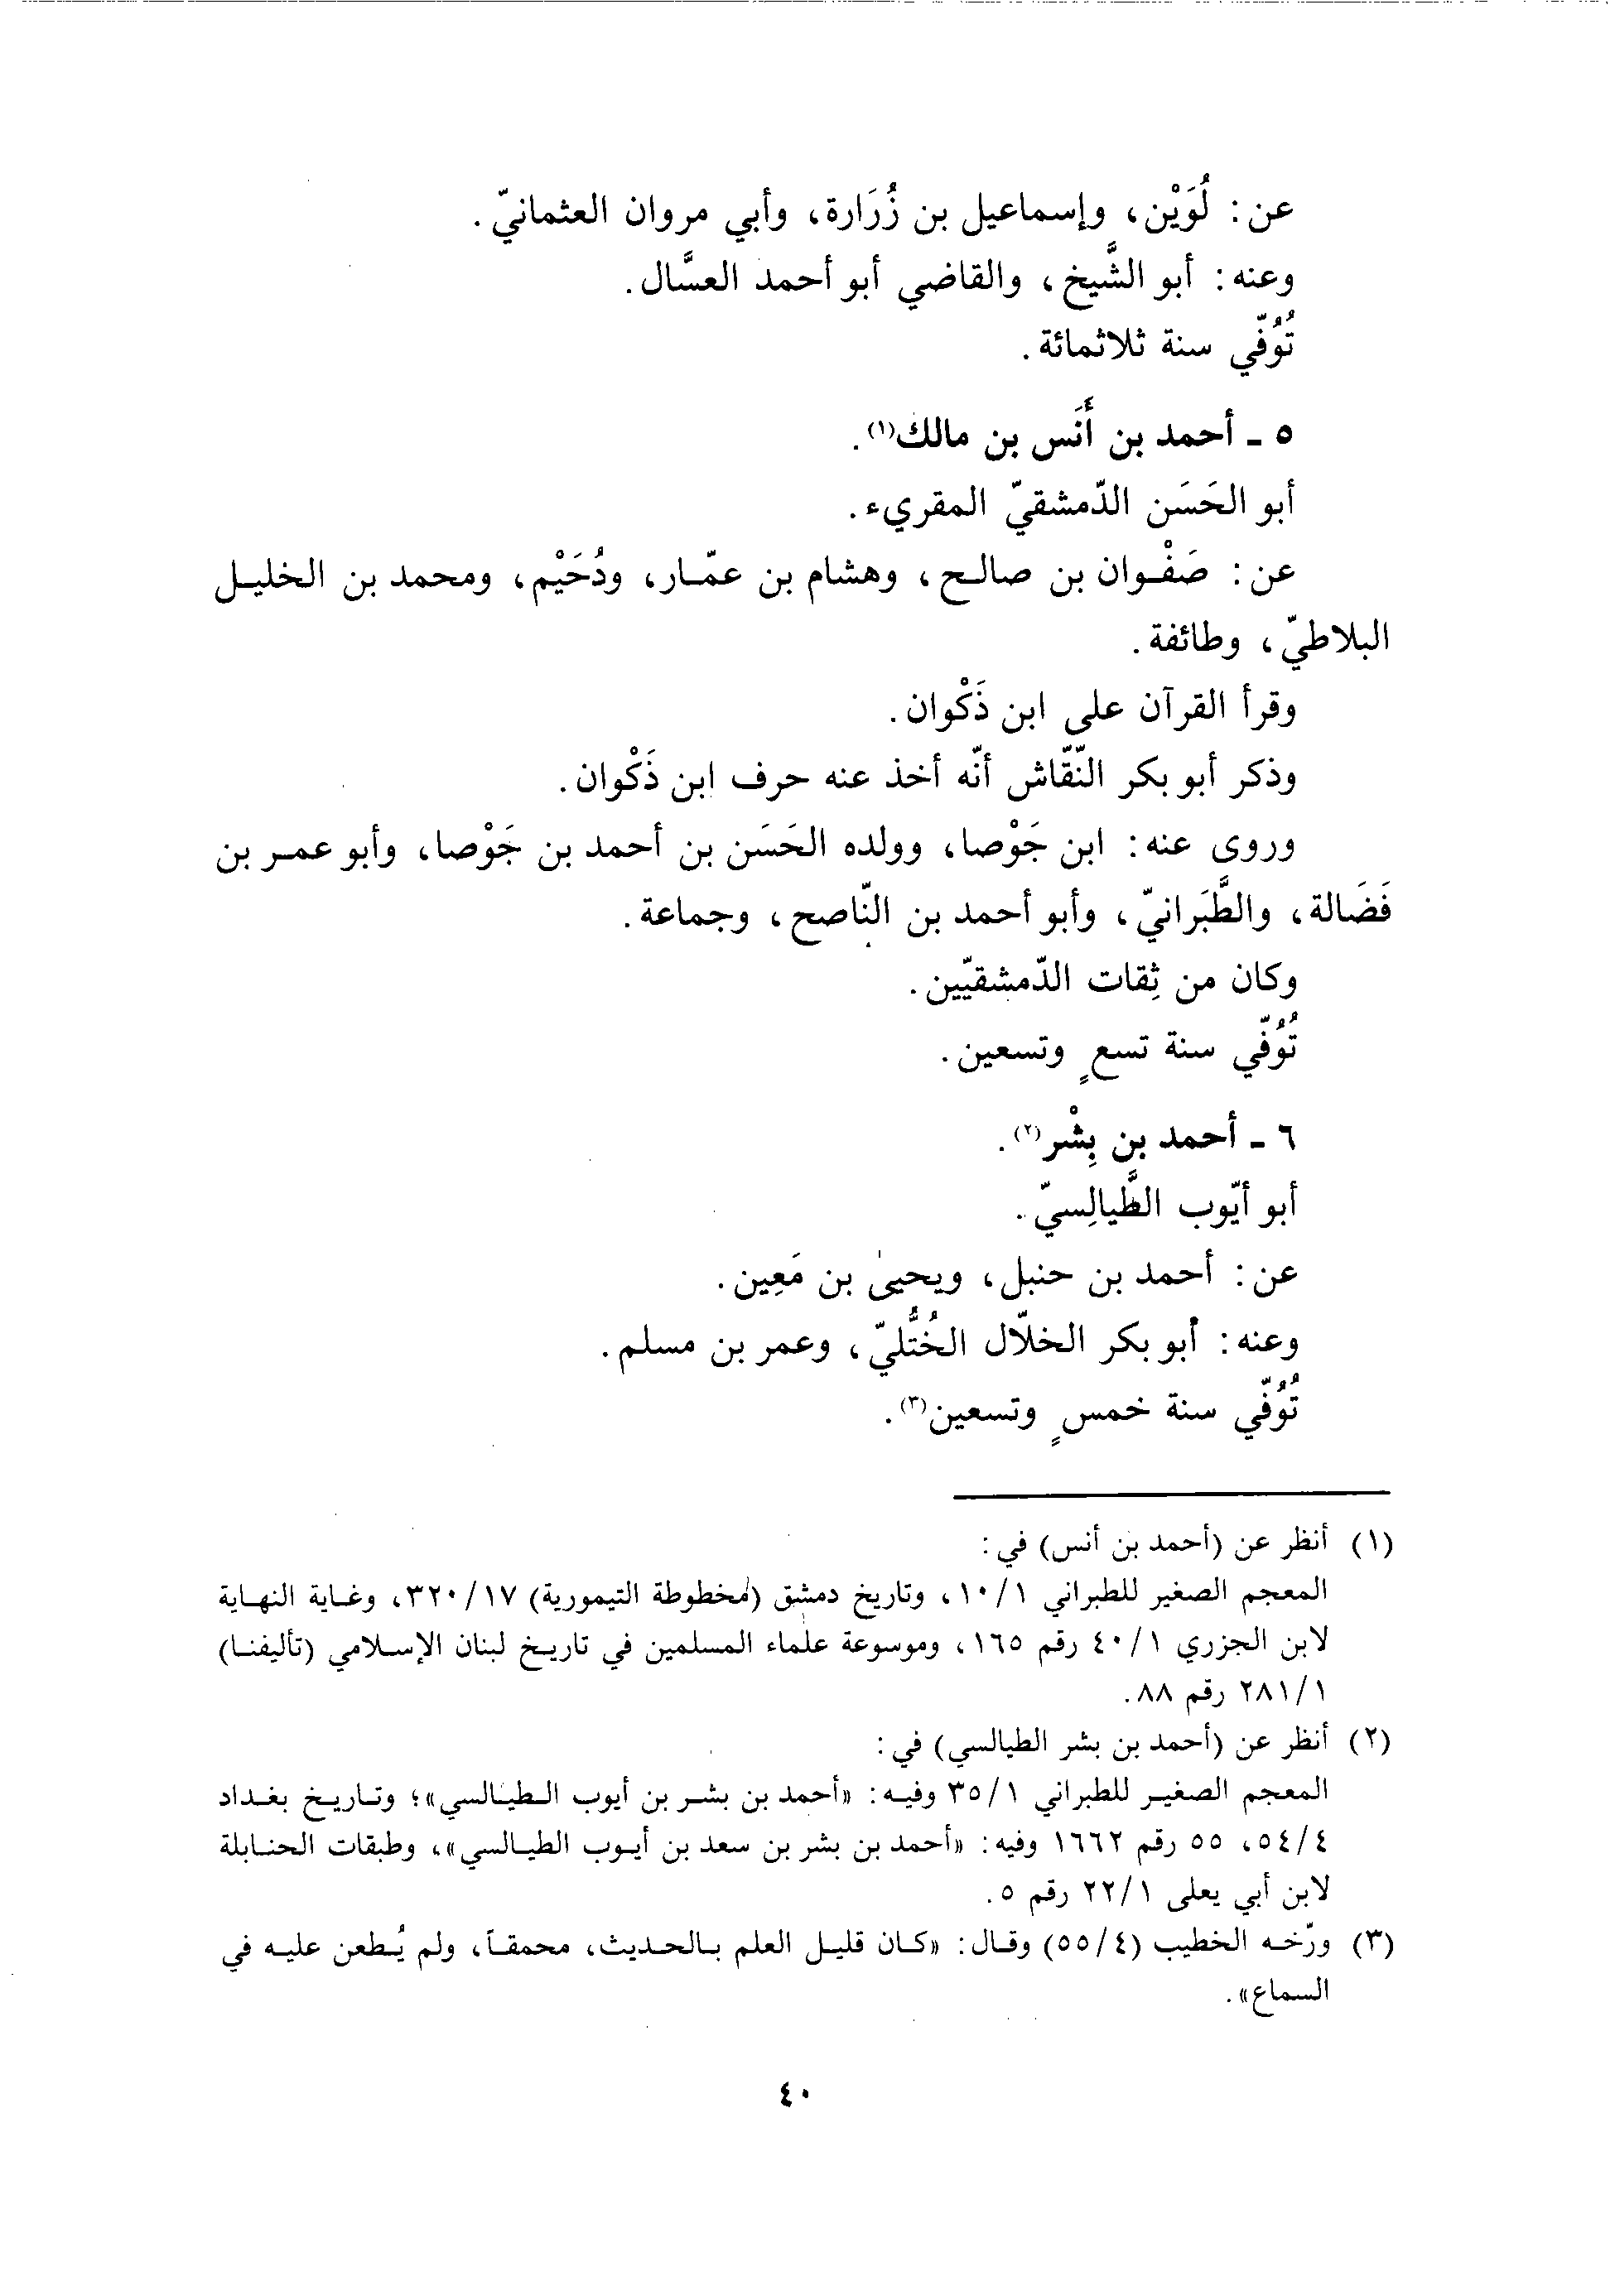 عن: لُوَيْن، وإسماعيل بن زُرَارة، وأبي مروان العثمانيّ.
وعنه: أبو الشَّيخ، والقاضي أبو أحمد العسَّال.
تُوُفّي سنة ثلاثمائة.
٥ ـ أحمد بن أَنَس بن مالك(١).
أبو الحَسَن الدّمشقيّ المقريء.
عن: صَفْوان بن صالح، وهشام بن عمّار، ودُحَيْم، ومحمد بن الخليل
البلاطيّ، وطائفة.
وقرأ القرآن على ابن ذَكْوان.
وذكر أبو بكر النّقّاش أنّه أخذ عنه حرف ابن ذَكْوان.
وروى عنه: ابن جَوْصا، وولده الحَسَن بن أحمد بن جَوْصا، وأبو عمر بن
فَضَالة، والطَّبَرانيّ، وأبو أحمد بن النّاصح، وجماعة.
وكان من ثِقات الدّمشقيّين.
تُوُفّي سنة تسعٍ وتسعين.
٦ ـ أحمد بن بِشْر(٢).
أبو أيّوب الطَّيالِسيّ.
عن: أحمد بن حنبل، ويحيىٰ بن مَعِين.
وعنه: أبو بكر الخلّال الخُتَّليّ، وعمر بن مسلم.
تُوُفّي سنة خمسٍ وتسعين(٣).
(١) أنظر عن (أحمد بن أنس) في:
المعجم الصغير للطبراني ١٠/١، وتاريخ دمشق (مخطوطة التيمورية) ٣٢٠/١٧، وغاية النهاية
لابن الجزري ٤٠/١ رقم ١٦٥، وموسوعة علماء المسلمين في تاريخ لبنان الإسلامي (تأليفنا)
٢٨١/١ رقم ٨٨.
(٢) أنظر عن (أحمد بن بشر الطيالسي) في:
المعجم الصغير للطبراني ٣٥/١ وفيه: «أحمد بن بشر بن أيوب الطيالسي»؛ وتاريخ بغداد
٥٤/٤، ٥٥ رقم ١٦٦٢ وفيه: «أحمد بن بشر بن سعد بن أيوب الطيالسي»، وطبقات الحنابلة
لابن أبي يعلى ٢٢/١ رقم ٥.
(٣) ورّخه الخطيب (٥٥/٤) وقال: «كان قليل العلم بالحديث، محمقاً، ولم يُطعن عليه في
السماع».
٤٠